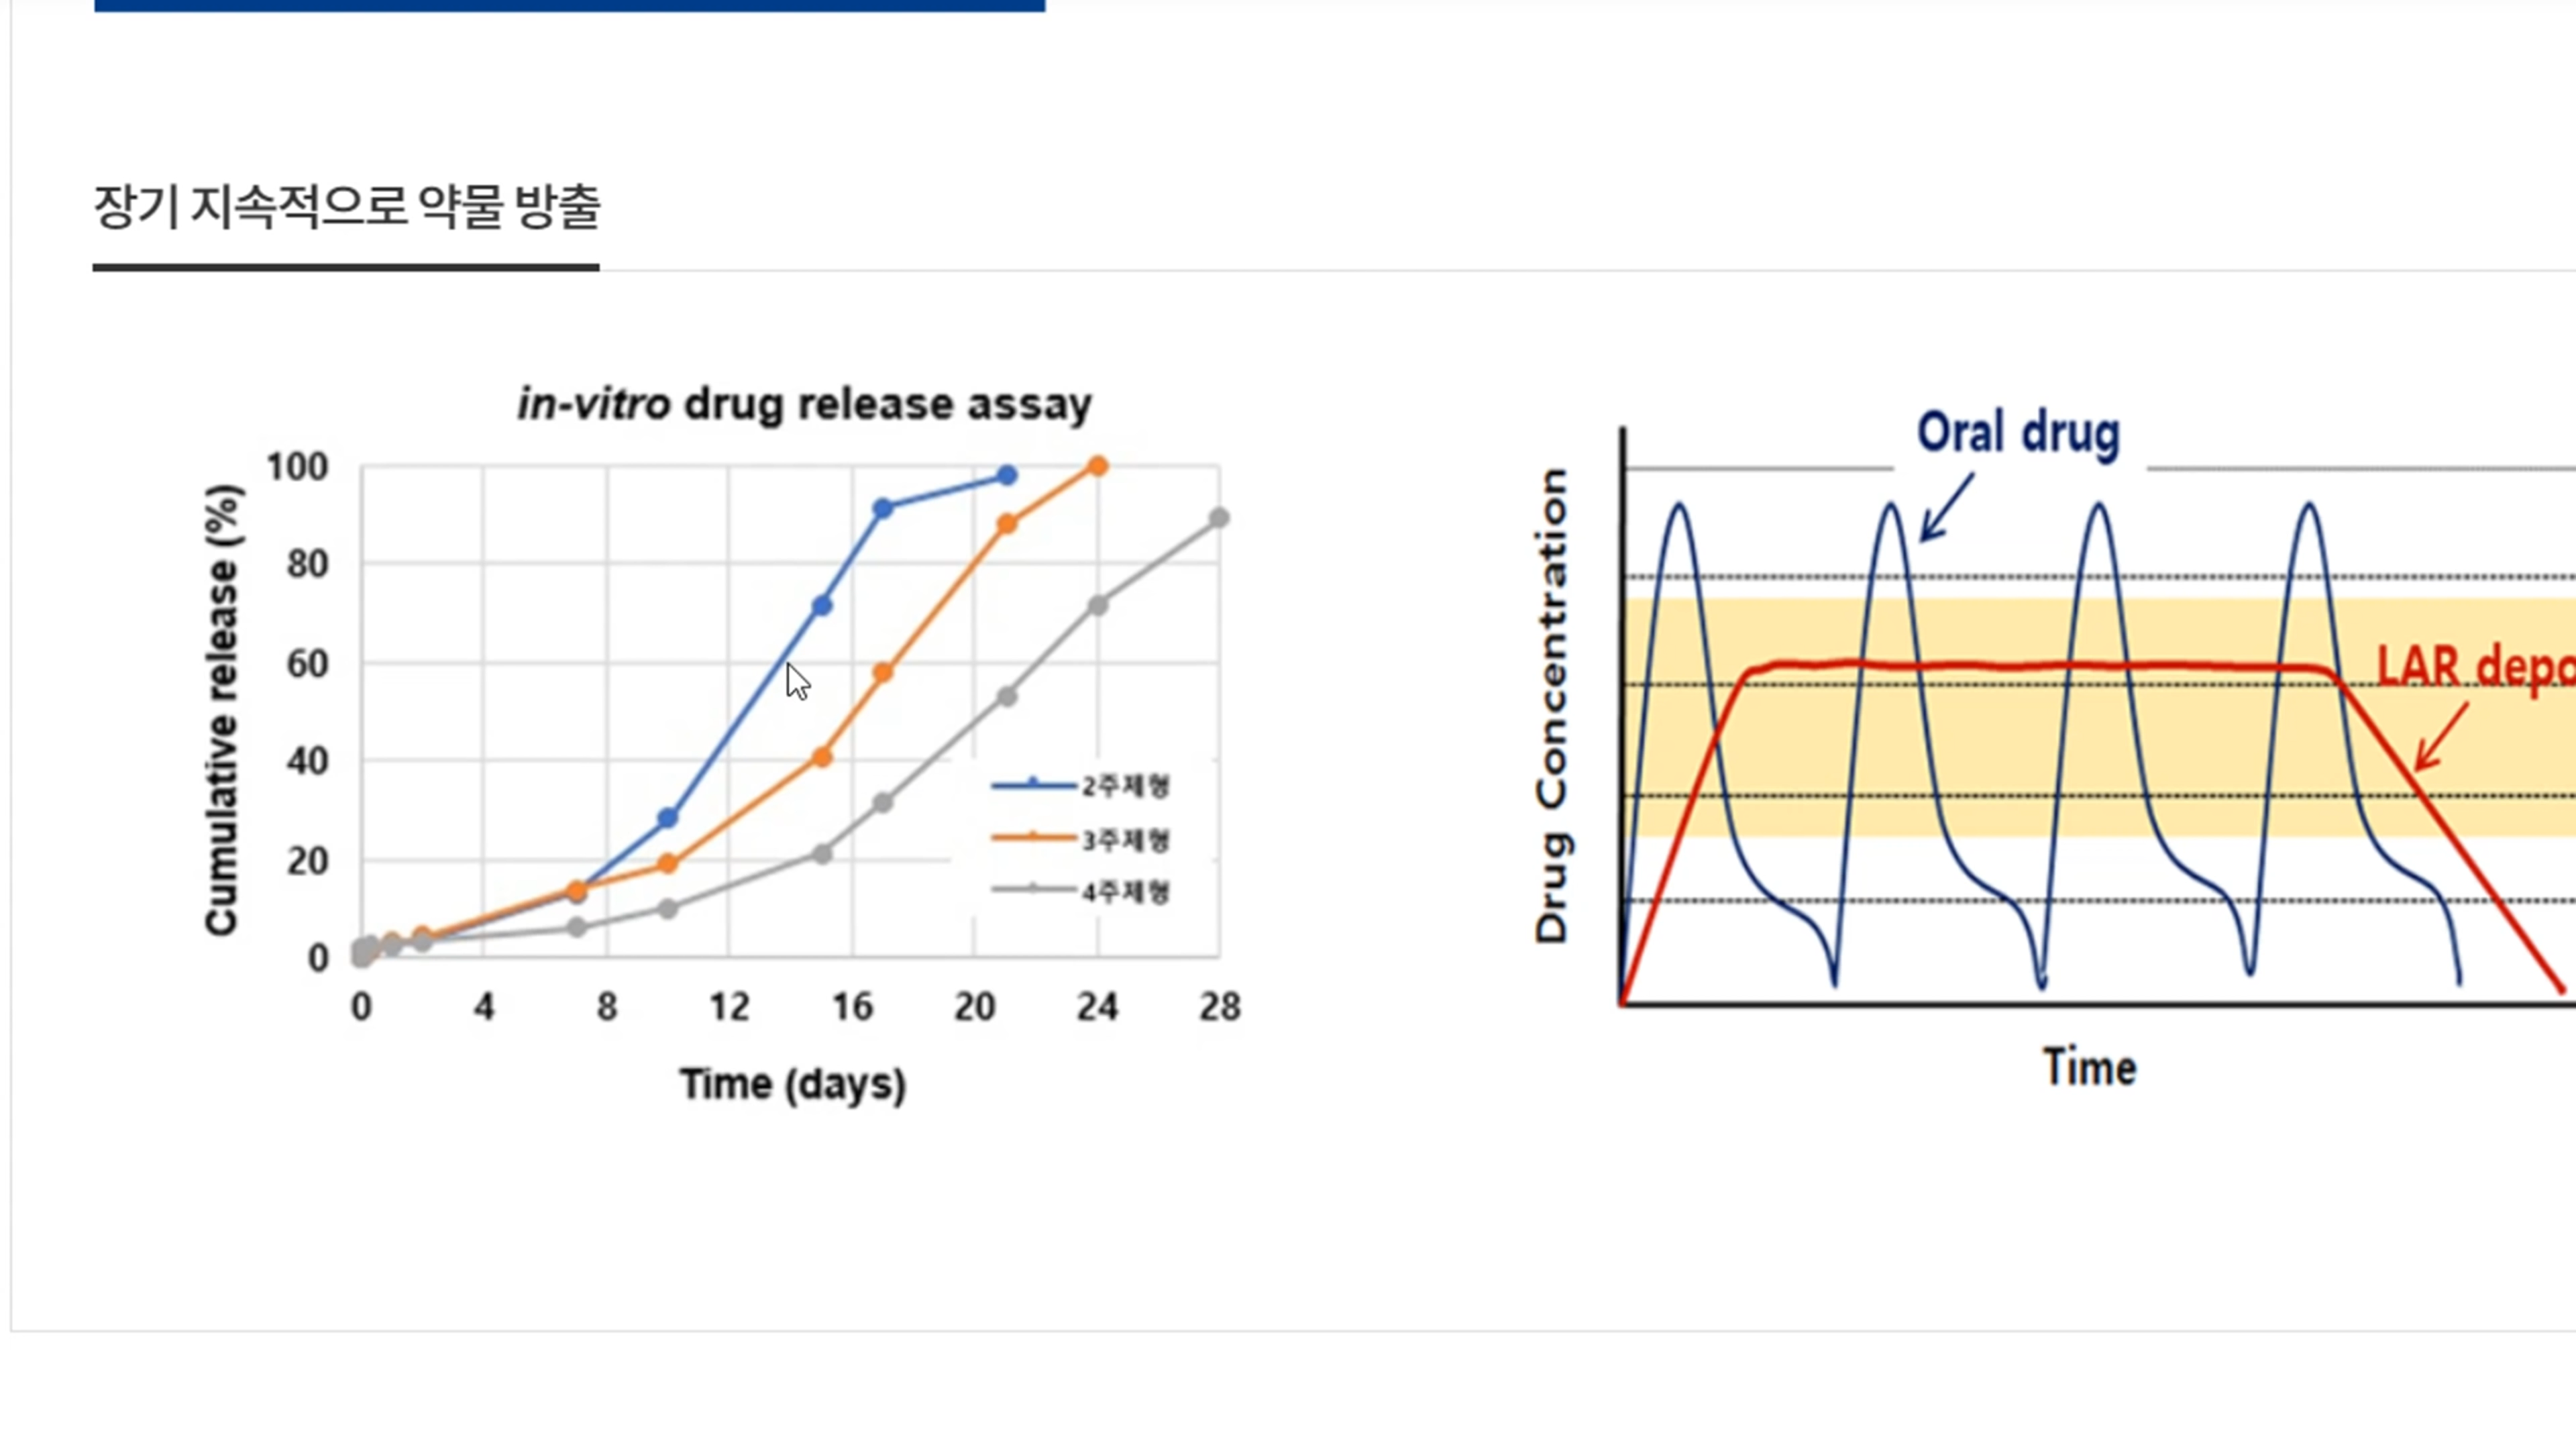 장기 지속적으로 약물 방출
in-vitro drug release assay
Cumulative release (%)
100
80
60
40
20
0
0 4 8 12 16 20 24 28
Time (days)
2주제형
3주제형
4주제형
Oral drug
Drug Concentration
LAR depo
Time